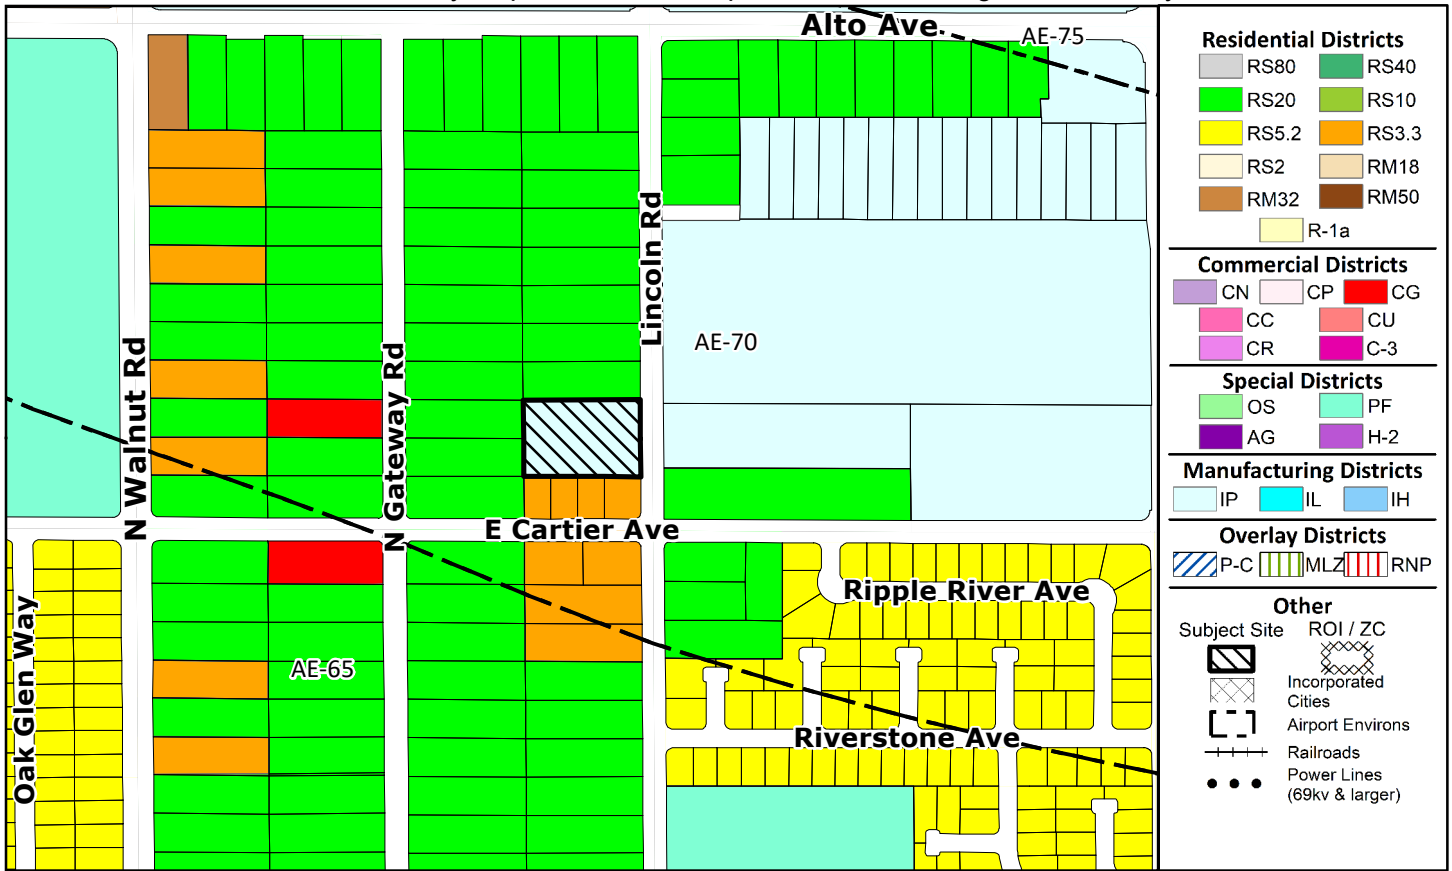 Alto Ave
AE-75
Lincoln Rd
AE-70
N Walnut Rd
N Gateway Rd
E Cartier Ave
Ripple River Ave
Oak Glen Way
AE-65
Riverstone Ave
Residential Districts
RS80 RS40
RS20 RS10
RS5.2 RS3.3
RS2 RM18
RM32 RM50
R-1a
Commercial Districts
CN CP CG
CC CU
CR C-3
Special Districts
OS PF
AG H-2
Manufacturing Districts
IP IL IH
Overlay Districts
P-C MLZ RNP
Other
Subject Site ROI / ZC
Incorporated
Cities
Airport Environs
Railroads
Power Lines
(69kv & larger)